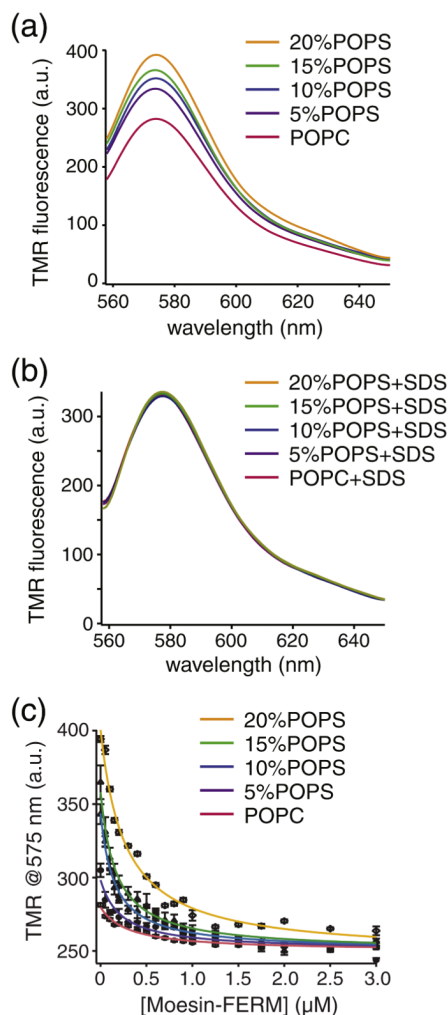 (a)
20%POPS
15%POPS
10%POPS
5%POPS
POPC
TMR fluorescence (a.u.)
400
300
200
100
0
560 580 600 620 640
wavelength (nm)
(b)
20%POPS+SDS
15%POPS+SDS
10%POPS+SDS
5%POPS+SDS
POPC+SDS
TMR fluorescence (a.u.)
300
200
100
0
560 580 600 620 640
wavelength (nm)
(c)
20%POPS
15%POPS
10%POPS
5%POPS
POPC
TMR @575 nm (a.u.)
400
350
300
250
0 0.5 1.0 1.5 2.0 2.5 3.0
[Moesin-FERM] (μM)